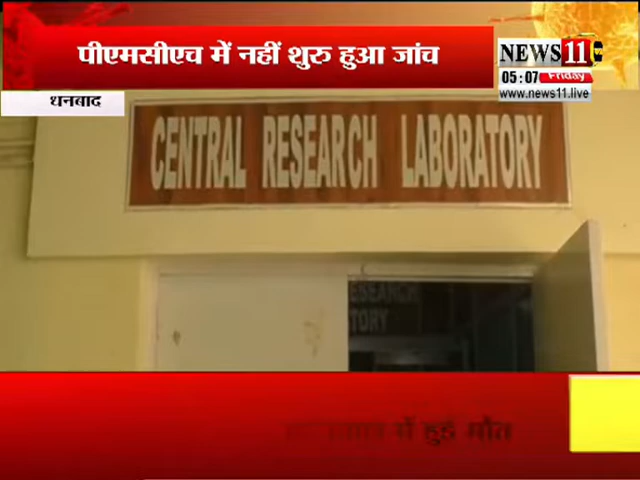 पीएमसीएच में नहीं शुरु हुआ जांच
NEWS11
05:07 Friday
www.news11.live
धनबाद
CENTRAL RESEARCH LABORATORY
ESEARCH
TORY
में हुई मौत